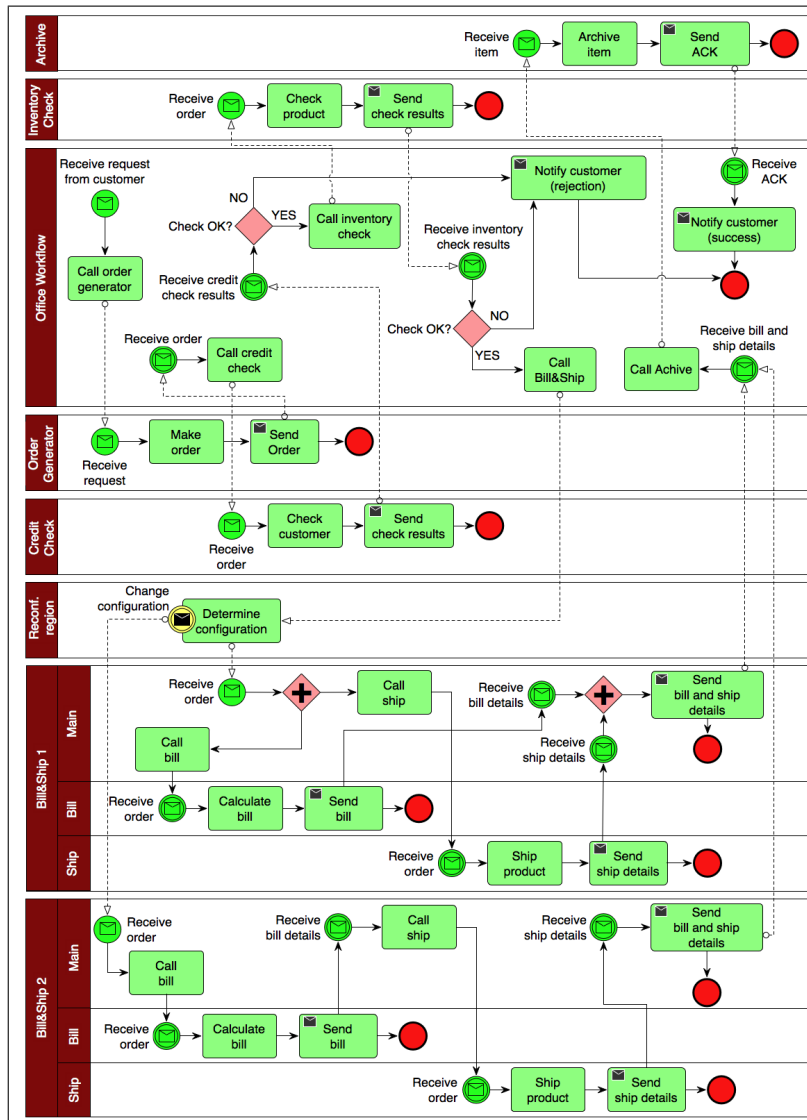 Archive
Receive
item
Archive
item
Send
ACK
Inventory
Check
Receive
order
Check
product
Send
check results
Office Workflow
Receive request
from customer
Call order
generator
NO
Check OK?
YES
Call inventory
check
Receive credit
check results
Receive order
Call credit
check
Notify customer
(rejection)
Receive inventory
check results
Check OK?
NO
YES
Call
Bill&Ship
Receive
ACK
Notify customer
(success)
Receive bill and
ship details
Call Achive
Order
Generator
Receive
request
Make
order
Send
Order
Credit
Check
Receive
order
Check
customer
Send
check results
Reconf.
region
Change
configuration
Determine
configuration
Bill&Ship 1
Main
Receive
order
Call
ship
Call
bill
Receive
bill details
Receive
ship details
Send
bill and ship
details
Bill
Receive
order
Calculate
bill
Send
bill
Ship
Receive
order
Ship
product
Send
ship details
Bill&Ship 2
Main
Receive
order
Call
bill
Receive
bill details
Call
ship
Receive
ship details
Send
bill and ship
details
Bill
Receive
order
Calculate
bill
Send
bill
Ship
Receive
order
Ship
product
Send
ship details